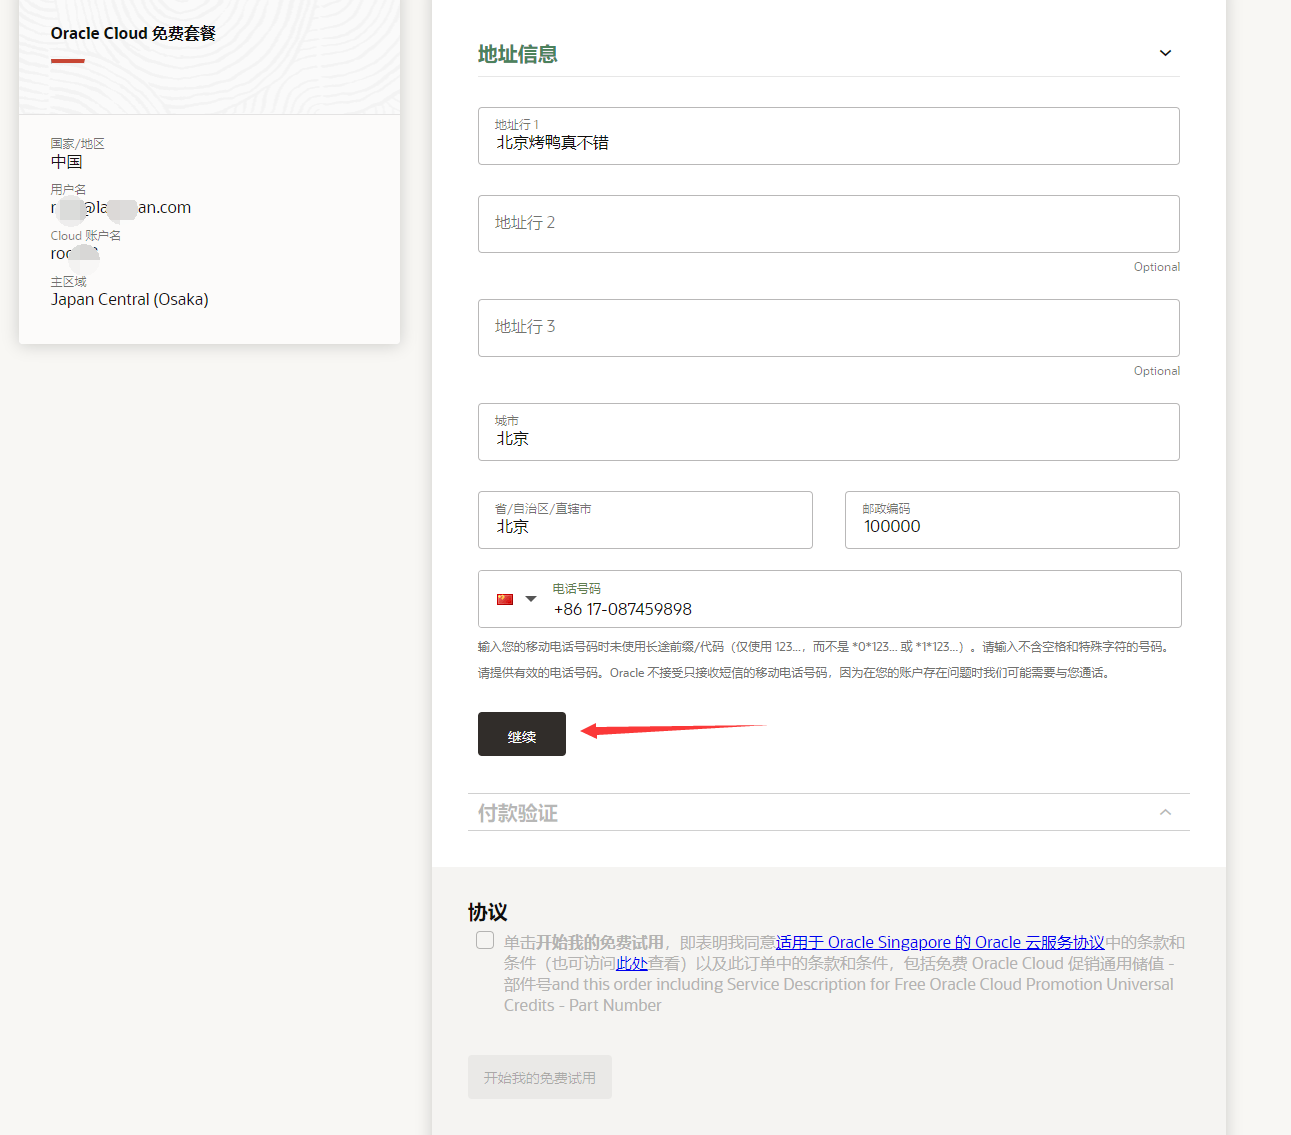 Oracle Cloud 免费套餐
国家/地区
中国
用户名
an.com
Cloud 账户名
主区域
Japan Central (Osaka)
地址信息
地址行 1
北京烤鸭真不错
地址行 2
Optional
地址行 3
Optional
城市
北京
省/自治区/直辖市
北京
邮政编码
100000
电话号码
+86 17-087459898
输入您的移动电话号码时未使用长途前缀/代码（仅使用 123...，而不是 *0*123... 或 *1*123...）。请输入不含空格和特殊字符的号码。
请提供有效的电话号码。Oracle 不接受只接收短信的移动电话号码，因为在您的账户存在问题时我们可能需要与您通话。
继续
付款验证
协议
单击开始我的免费试用，即表明我同意适用于 Oracle Singapore 的 Oracle 云服务协议中的条款和
条件（也可访问此处查看）以及此订单中的条款和条件，包括免费 Oracle Cloud 促销通用储值 -
部件号and this order including Service Description for Free Oracle Cloud Promotion Universal
Credits - Part Number
开始我的免费试用